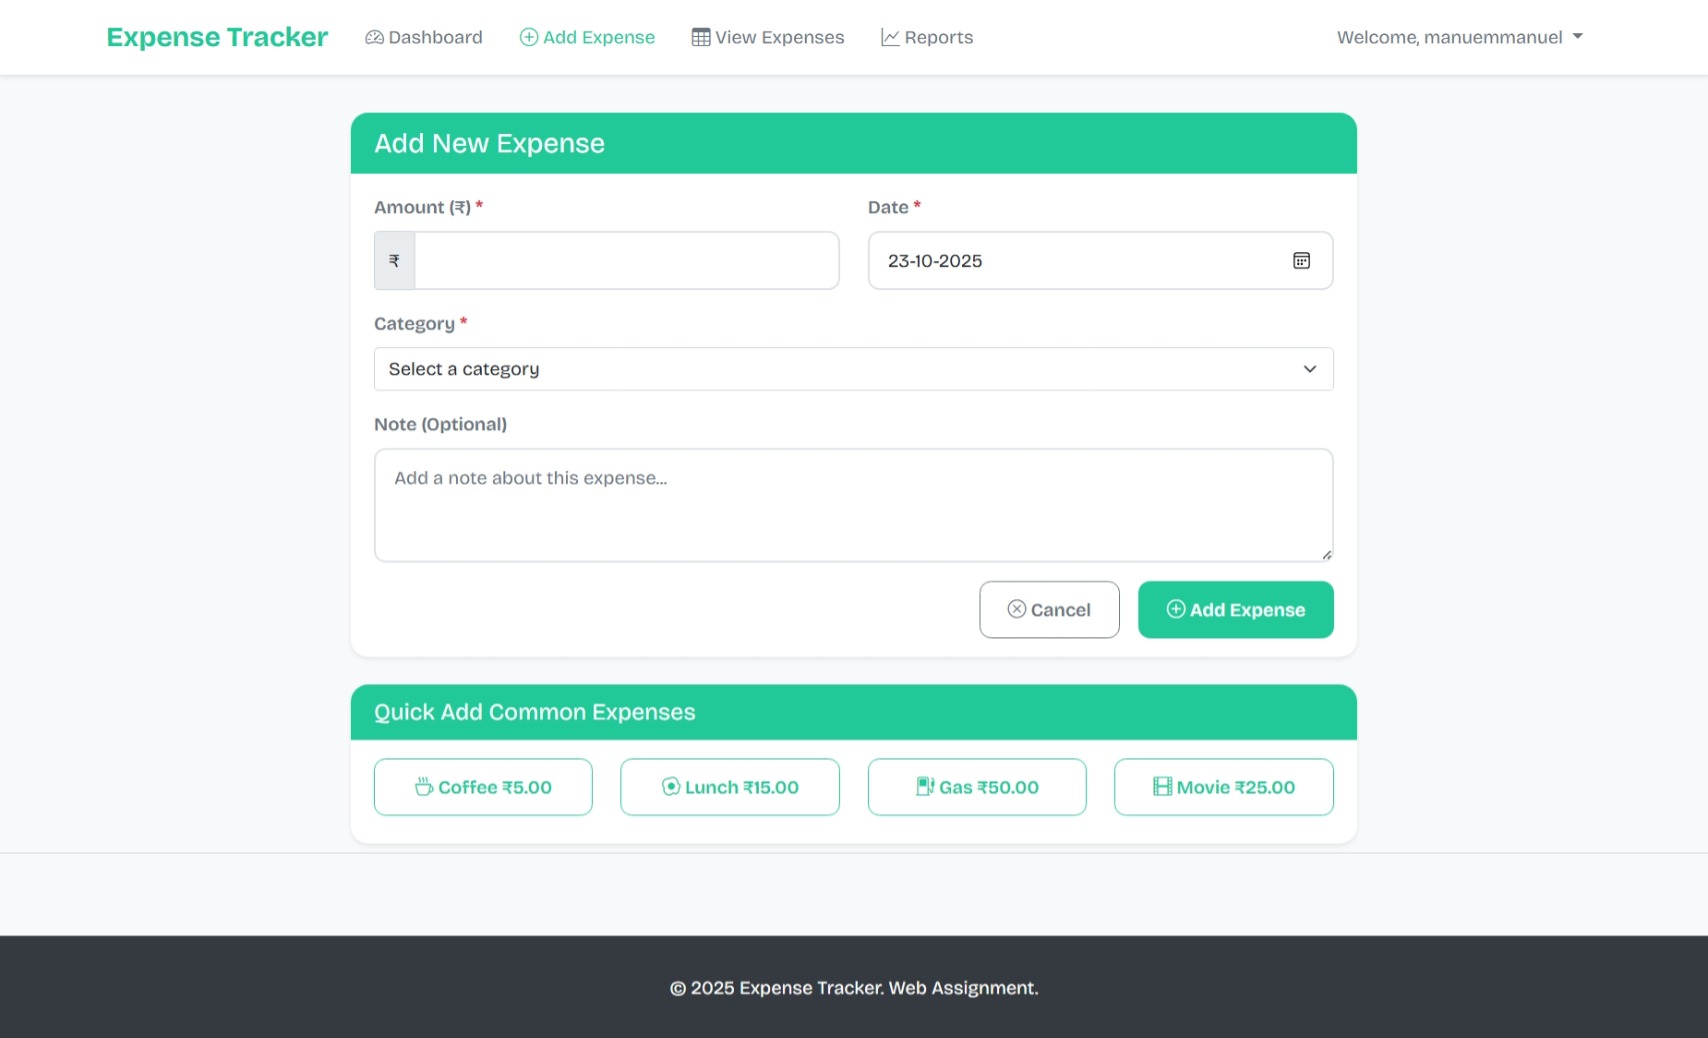 Expense Tracker Dashboard Add Expense View Expenses Reports Welcome, manuemmanuel
Add New Expense
Amount (₹) * Date *
₹ 23-10-2025
Category *
Select a category
Note (Optional)
Add a note about this expense...
Cancel Add Expense
Quick Add Common Expenses
Coffee ₹5.00 Lunch ₹15.00 Gas ₹50.00 Movie ₹25.00
© 2025 Expense Tracker. Web Assignment.